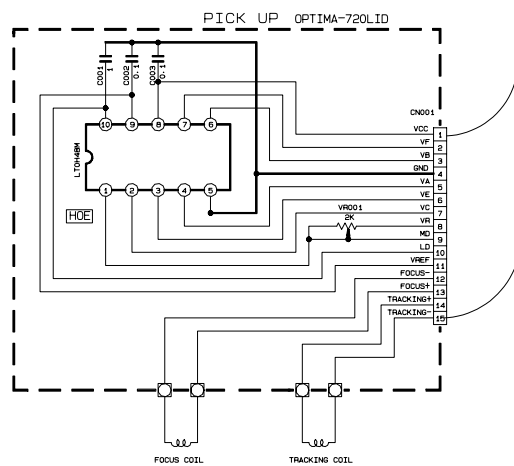 PICK UP OPTIMA-720LID
C001
1
C002
0.1
C003
0.1
10
9
8
7
6
LT0H48M
1
2
3
4
5
HOE
VR001
2K
CN001
VCC 1
VF 2
VB 3
GND 4
VA 5
VE 6
VC 7
VR 8
MD 9
LD 10
VREF 11
FOCUS- 12
FOCUS+ 13
TRACKING+ 14
TRACKING- 15
FOCUS COIL
TRACKING COIL